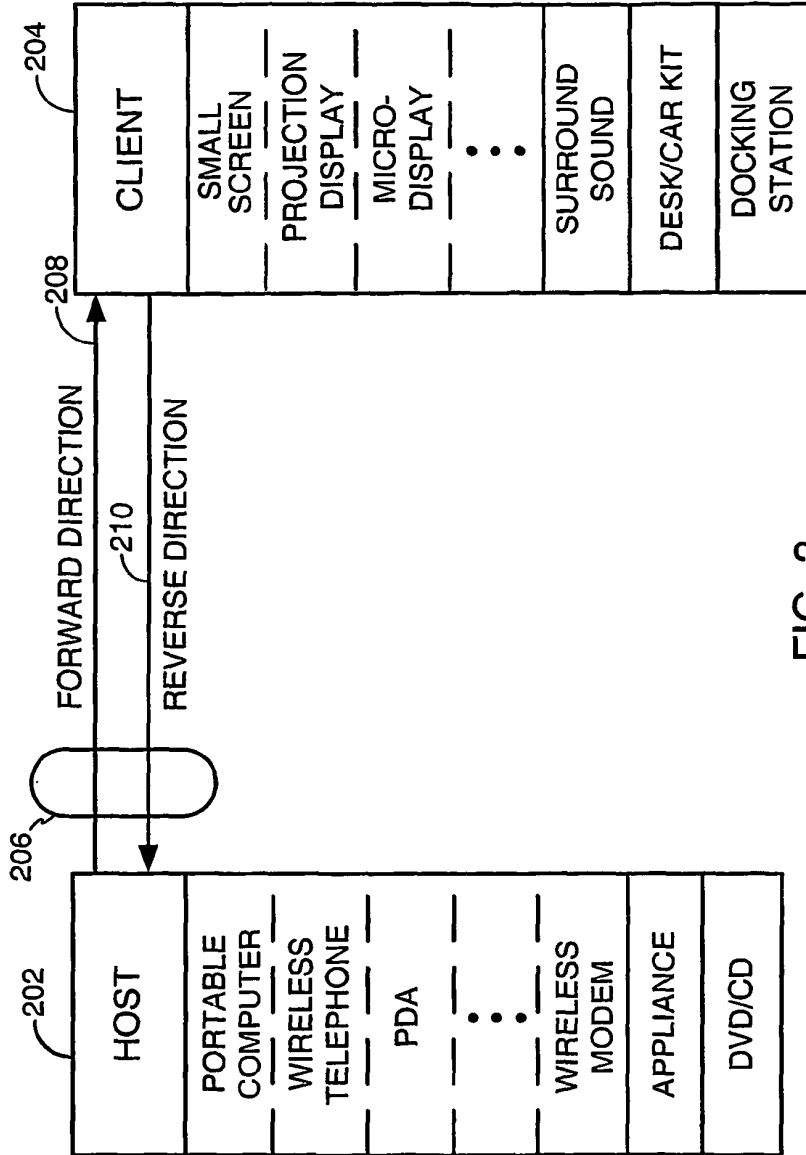 202
HOST
PORTABLE
COMPUTER
WIRELESS
TELEPHONE
PDA
WIRELESS
MODEM
APPLIANCE
DVD/CD
206
FORWARD DIRECTION
208
210
REVERSE DIRECTION
204
CLIENT
SMALL
SCREEN
PROJECTION
DISPLAY
MICRO-
DISPLAY
SURROUND
SOUND
DESK/CAR KIT
DOCKING
STATION